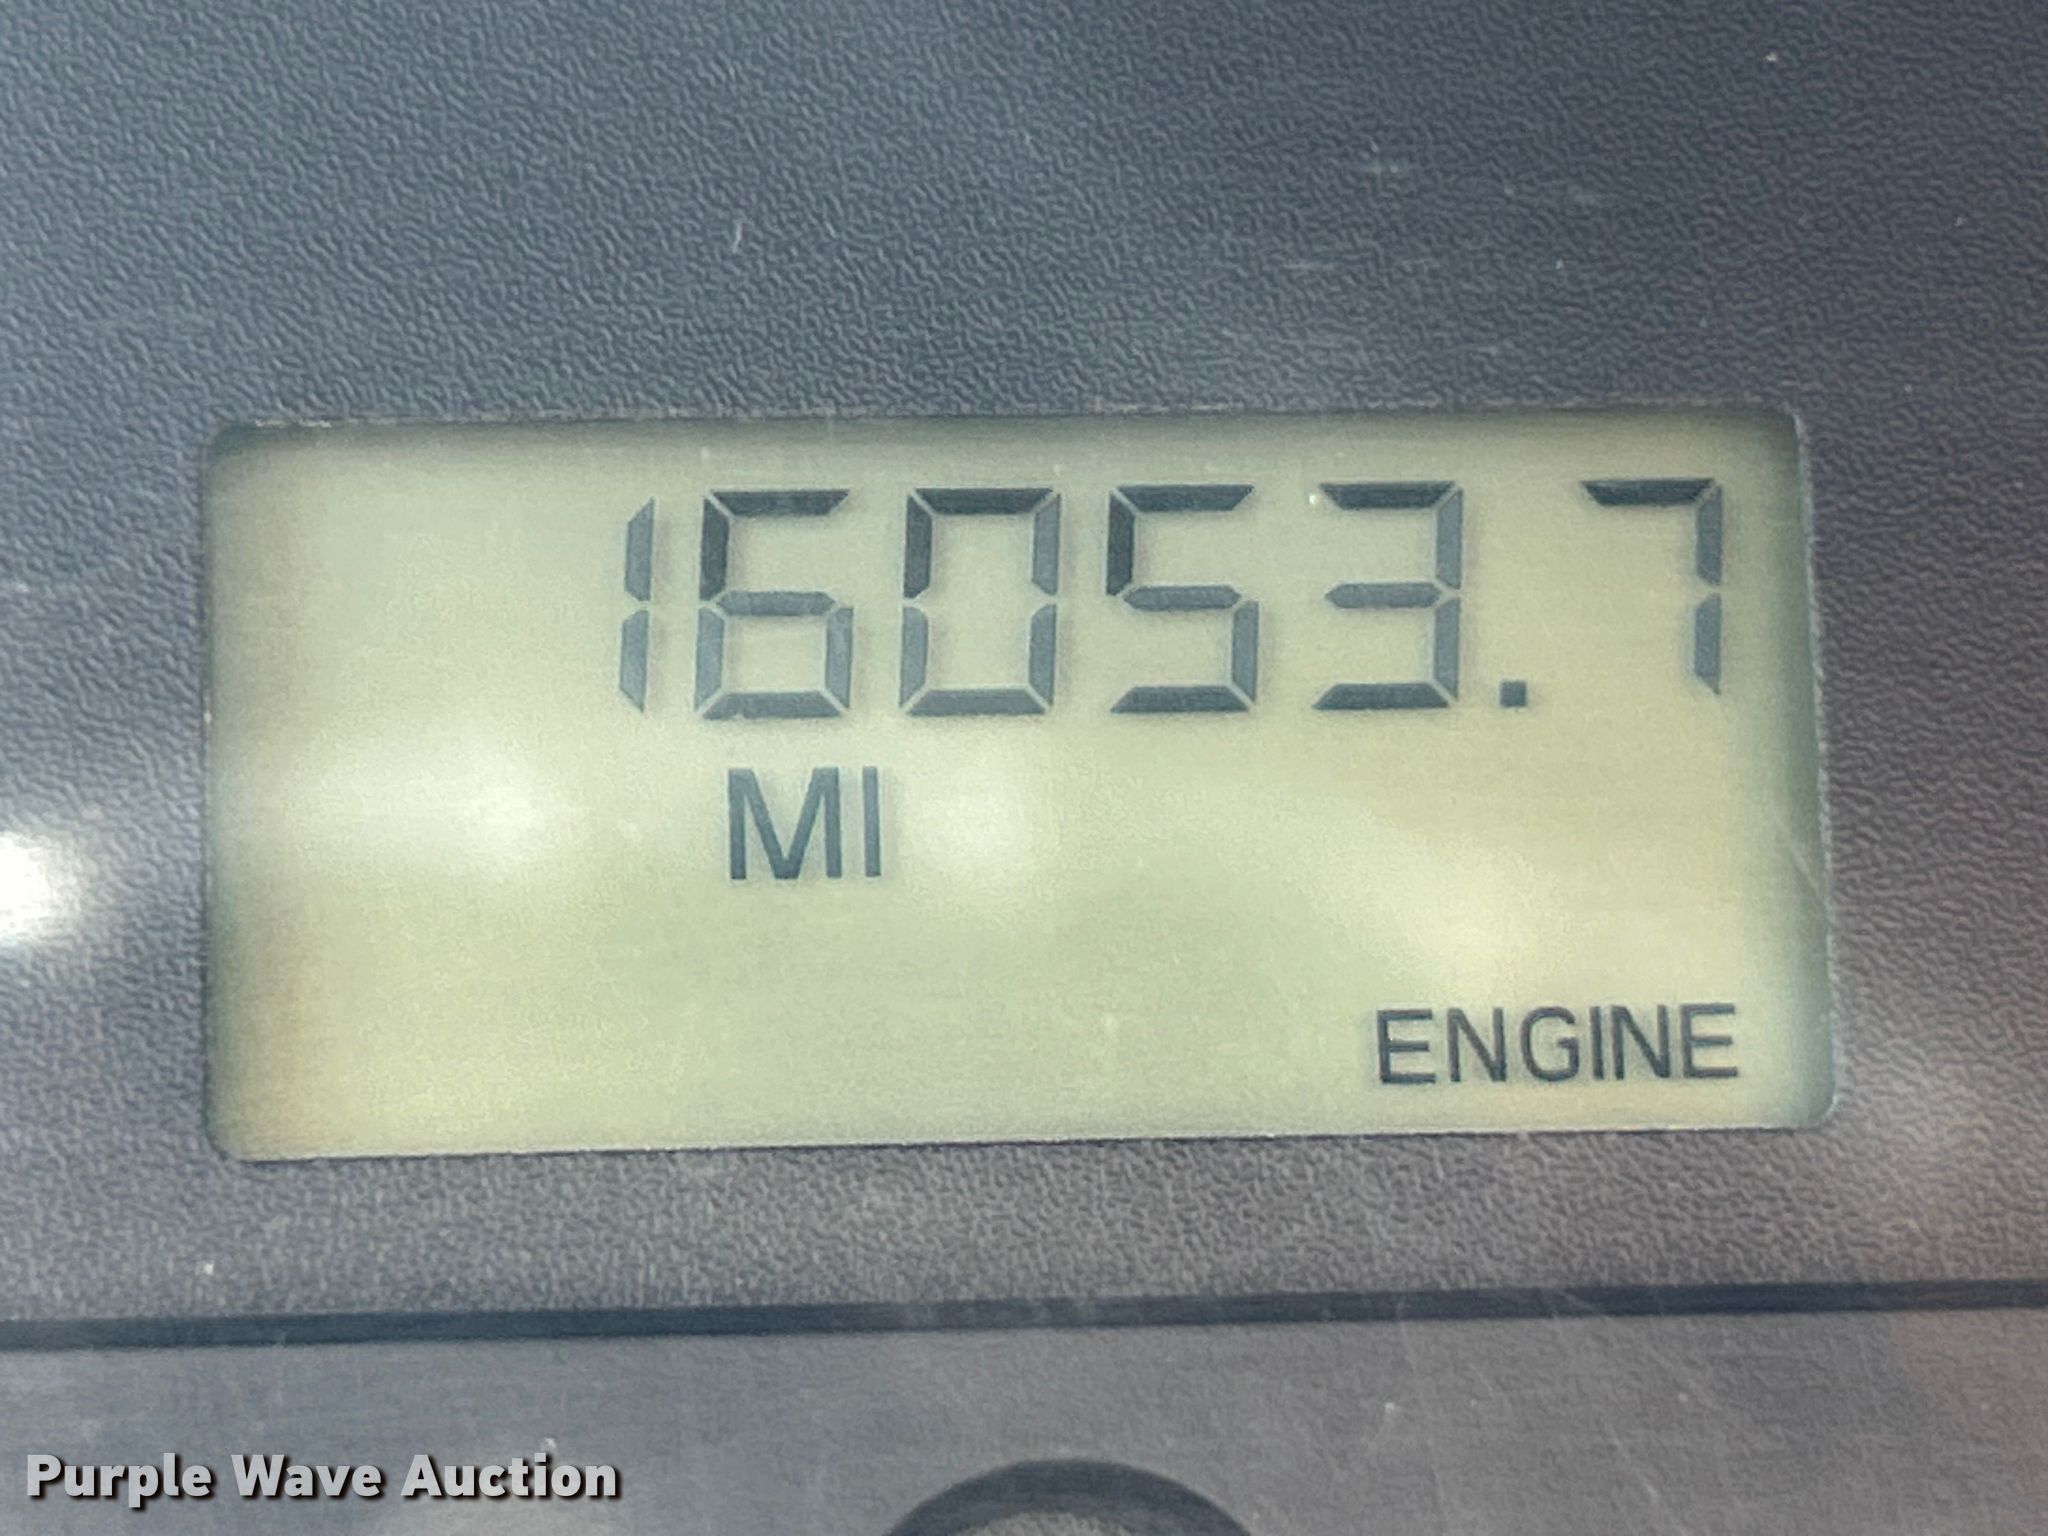 16053.7
MI
ENGINE
Purple Wave Auction